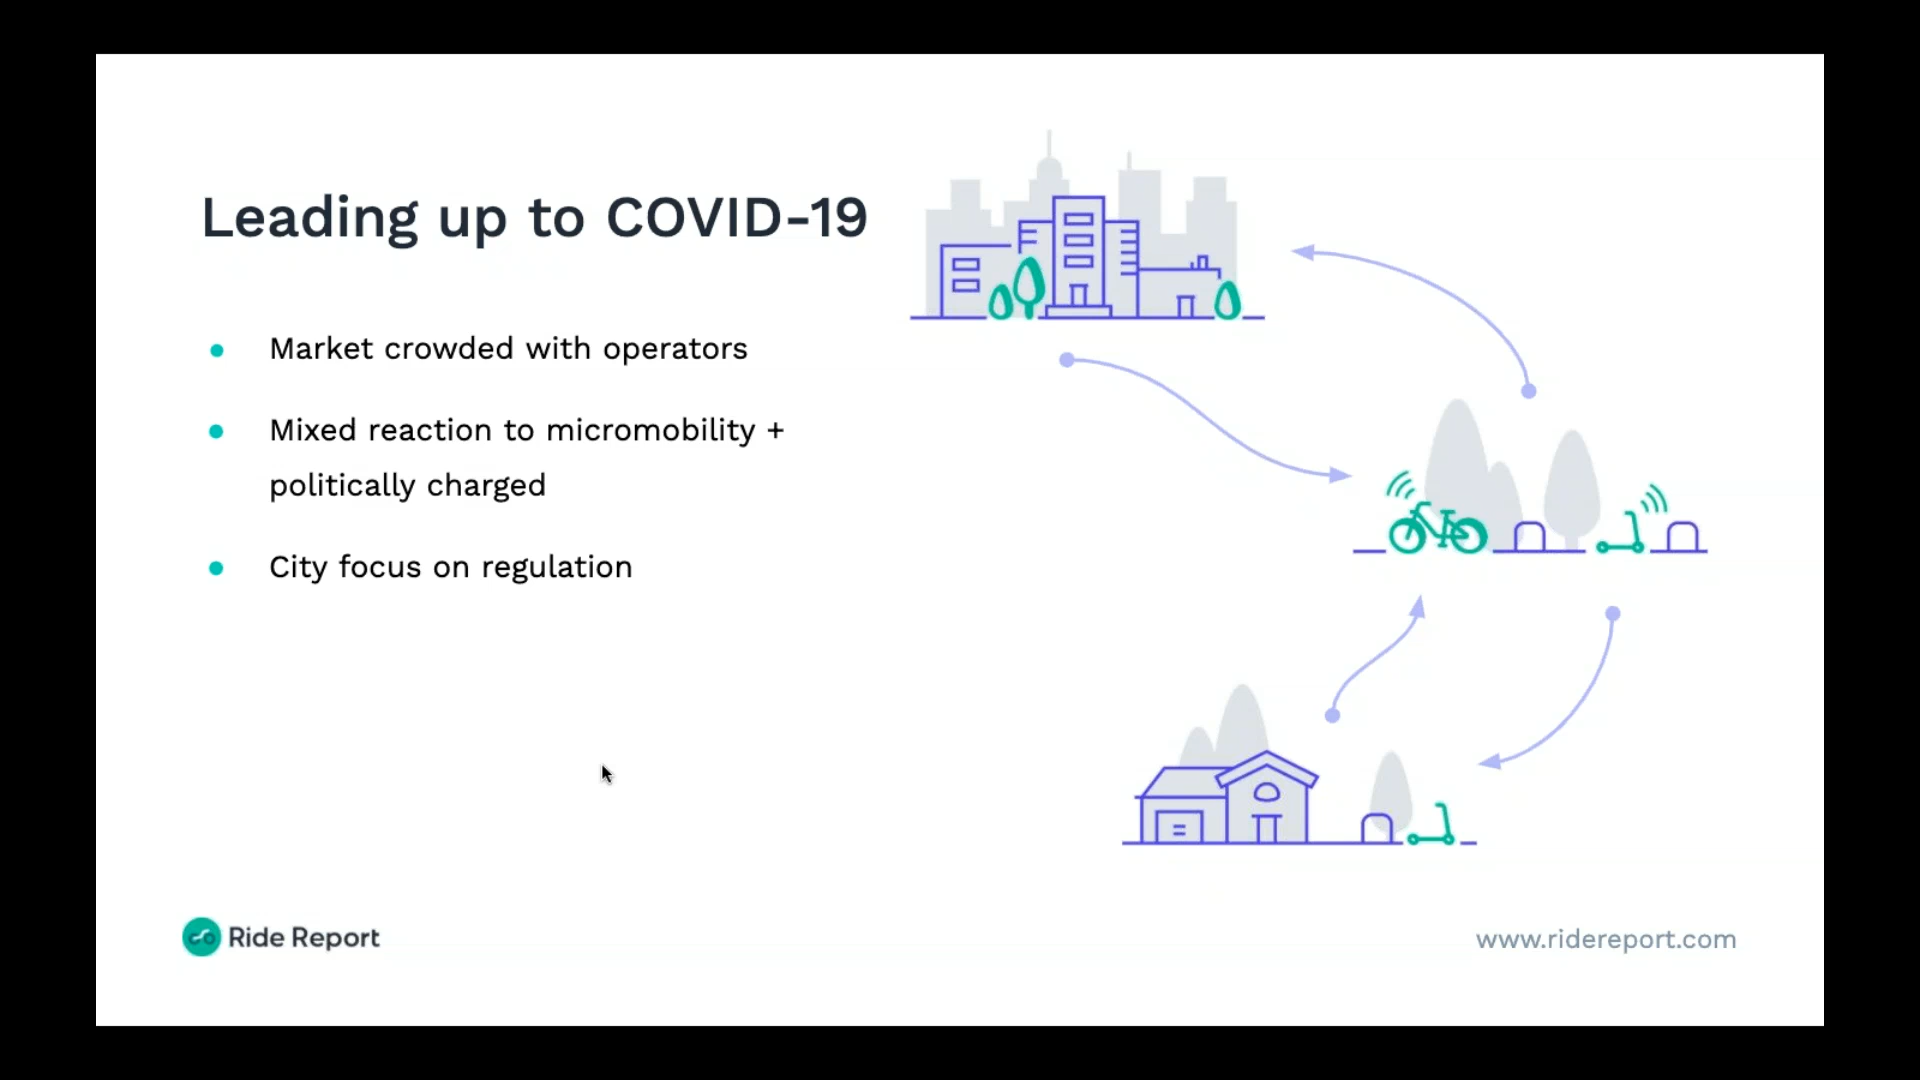 Leading up to COVID-19
Market crowded with operators
Mixed reaction to micromobility +
politically charged
City focus on regulation
Ride Report
www.ridereport.com